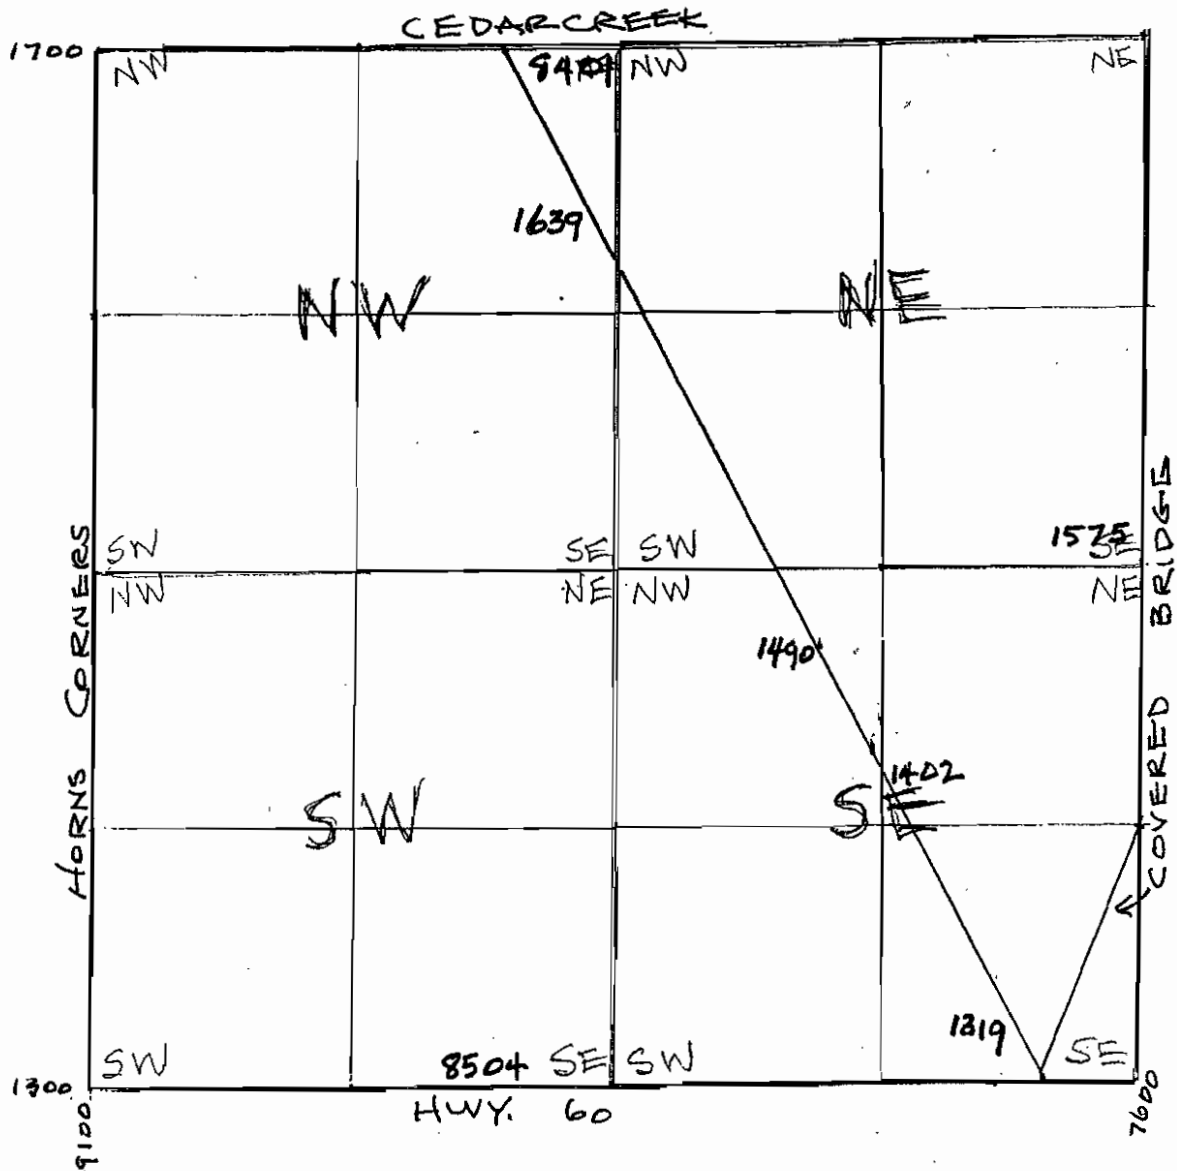 CEDARCREEK
1700
NW
NW
NE
1639
NW
NE
SW
SE
SW
1575
SE
NW
NE
NW
NE
HORNS CORNERS
COVERED BRIDGE
1490
1402
SW
SE
1319
SW
8504
SE
SW
SE
1300
HWY. 60
9100
7600